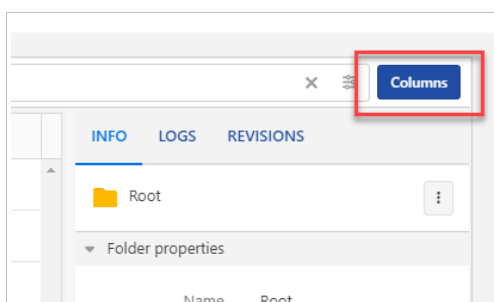 Columns
INFO LOGS REVISIONS
Root
Folder properties
Name Root